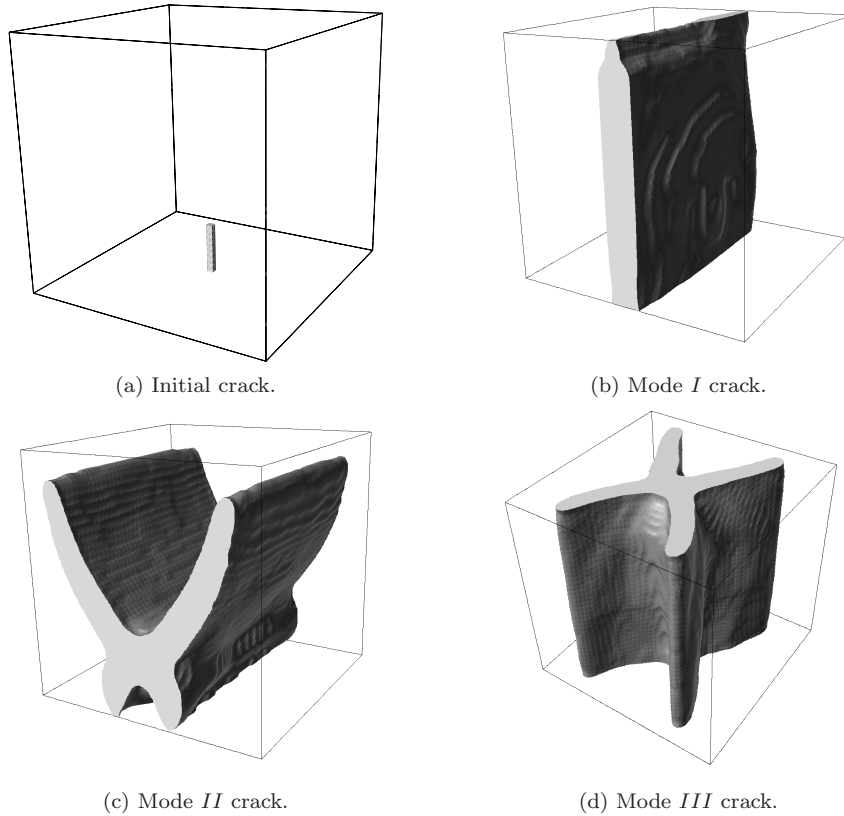 (a) Initial crack.
(b) Mode I crack.
(c) Mode II crack.
(d) Mode III crack.